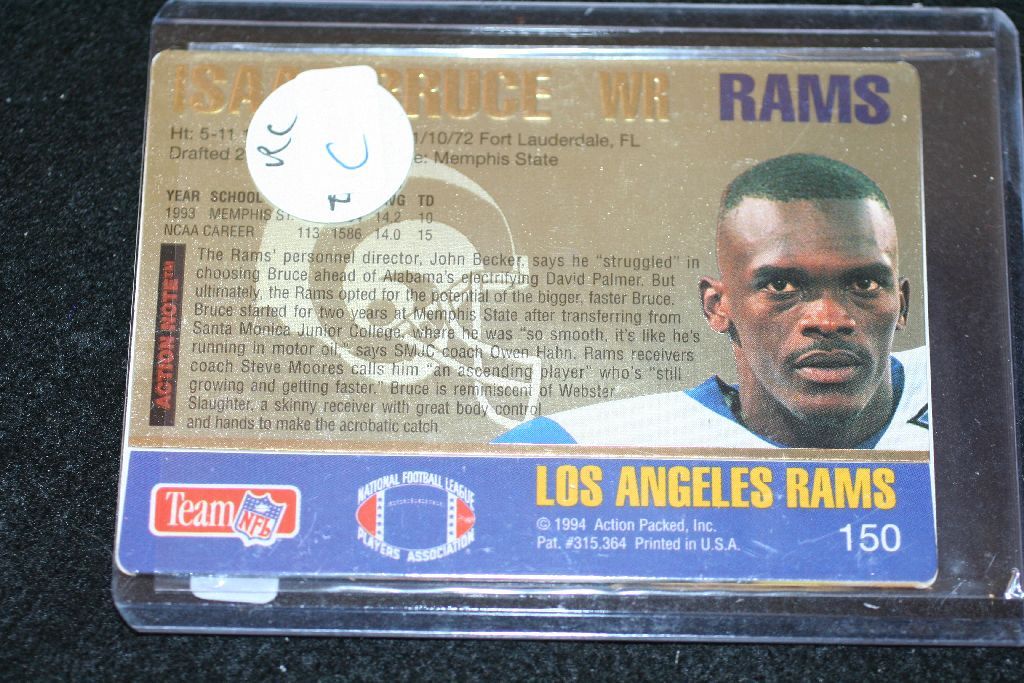 ISAAC BRUCE WR RAMS
Ht: 5-11 1/10/72 Fort Lauderdale, FL
Drafted 2 e: Memphis State
RC
C
YEAR SCHOOL VG TD
1993 MEMPHIS ST. 14.2 10
NCAA CAREER 113 1586 14.0 15
ACTION NOTE™
The Rams' personnel director, John Becker, says he "struggled" in
choosing Bruce ahead of Alabama's electrifying David Palmer. But
ultimately, the Rams opted for the potential of the bigger, faster Bruce.
Bruce started for two years at Memphis State after transferring from
Santa Monica Junior College, where he was "so smooth, it's like he's
running in motor oil," says SMJC coach Owen Hahn. Rams receivers
coach Steve Moores calls him "an ascending player" who's "still
growing and getting faster." Bruce is reminiscent of Webster
Slaughter, a skinny receiver with great body control
and hands to make the acrobatic catch.
Team NFL
NATIONAL FOOTBALL LEAGUE
PLAYERS ASSOCIATION
LOS ANGELES RAMS
© 1994 Action Packed, Inc.
Pat. #315.364 Printed in U.S.A.
150